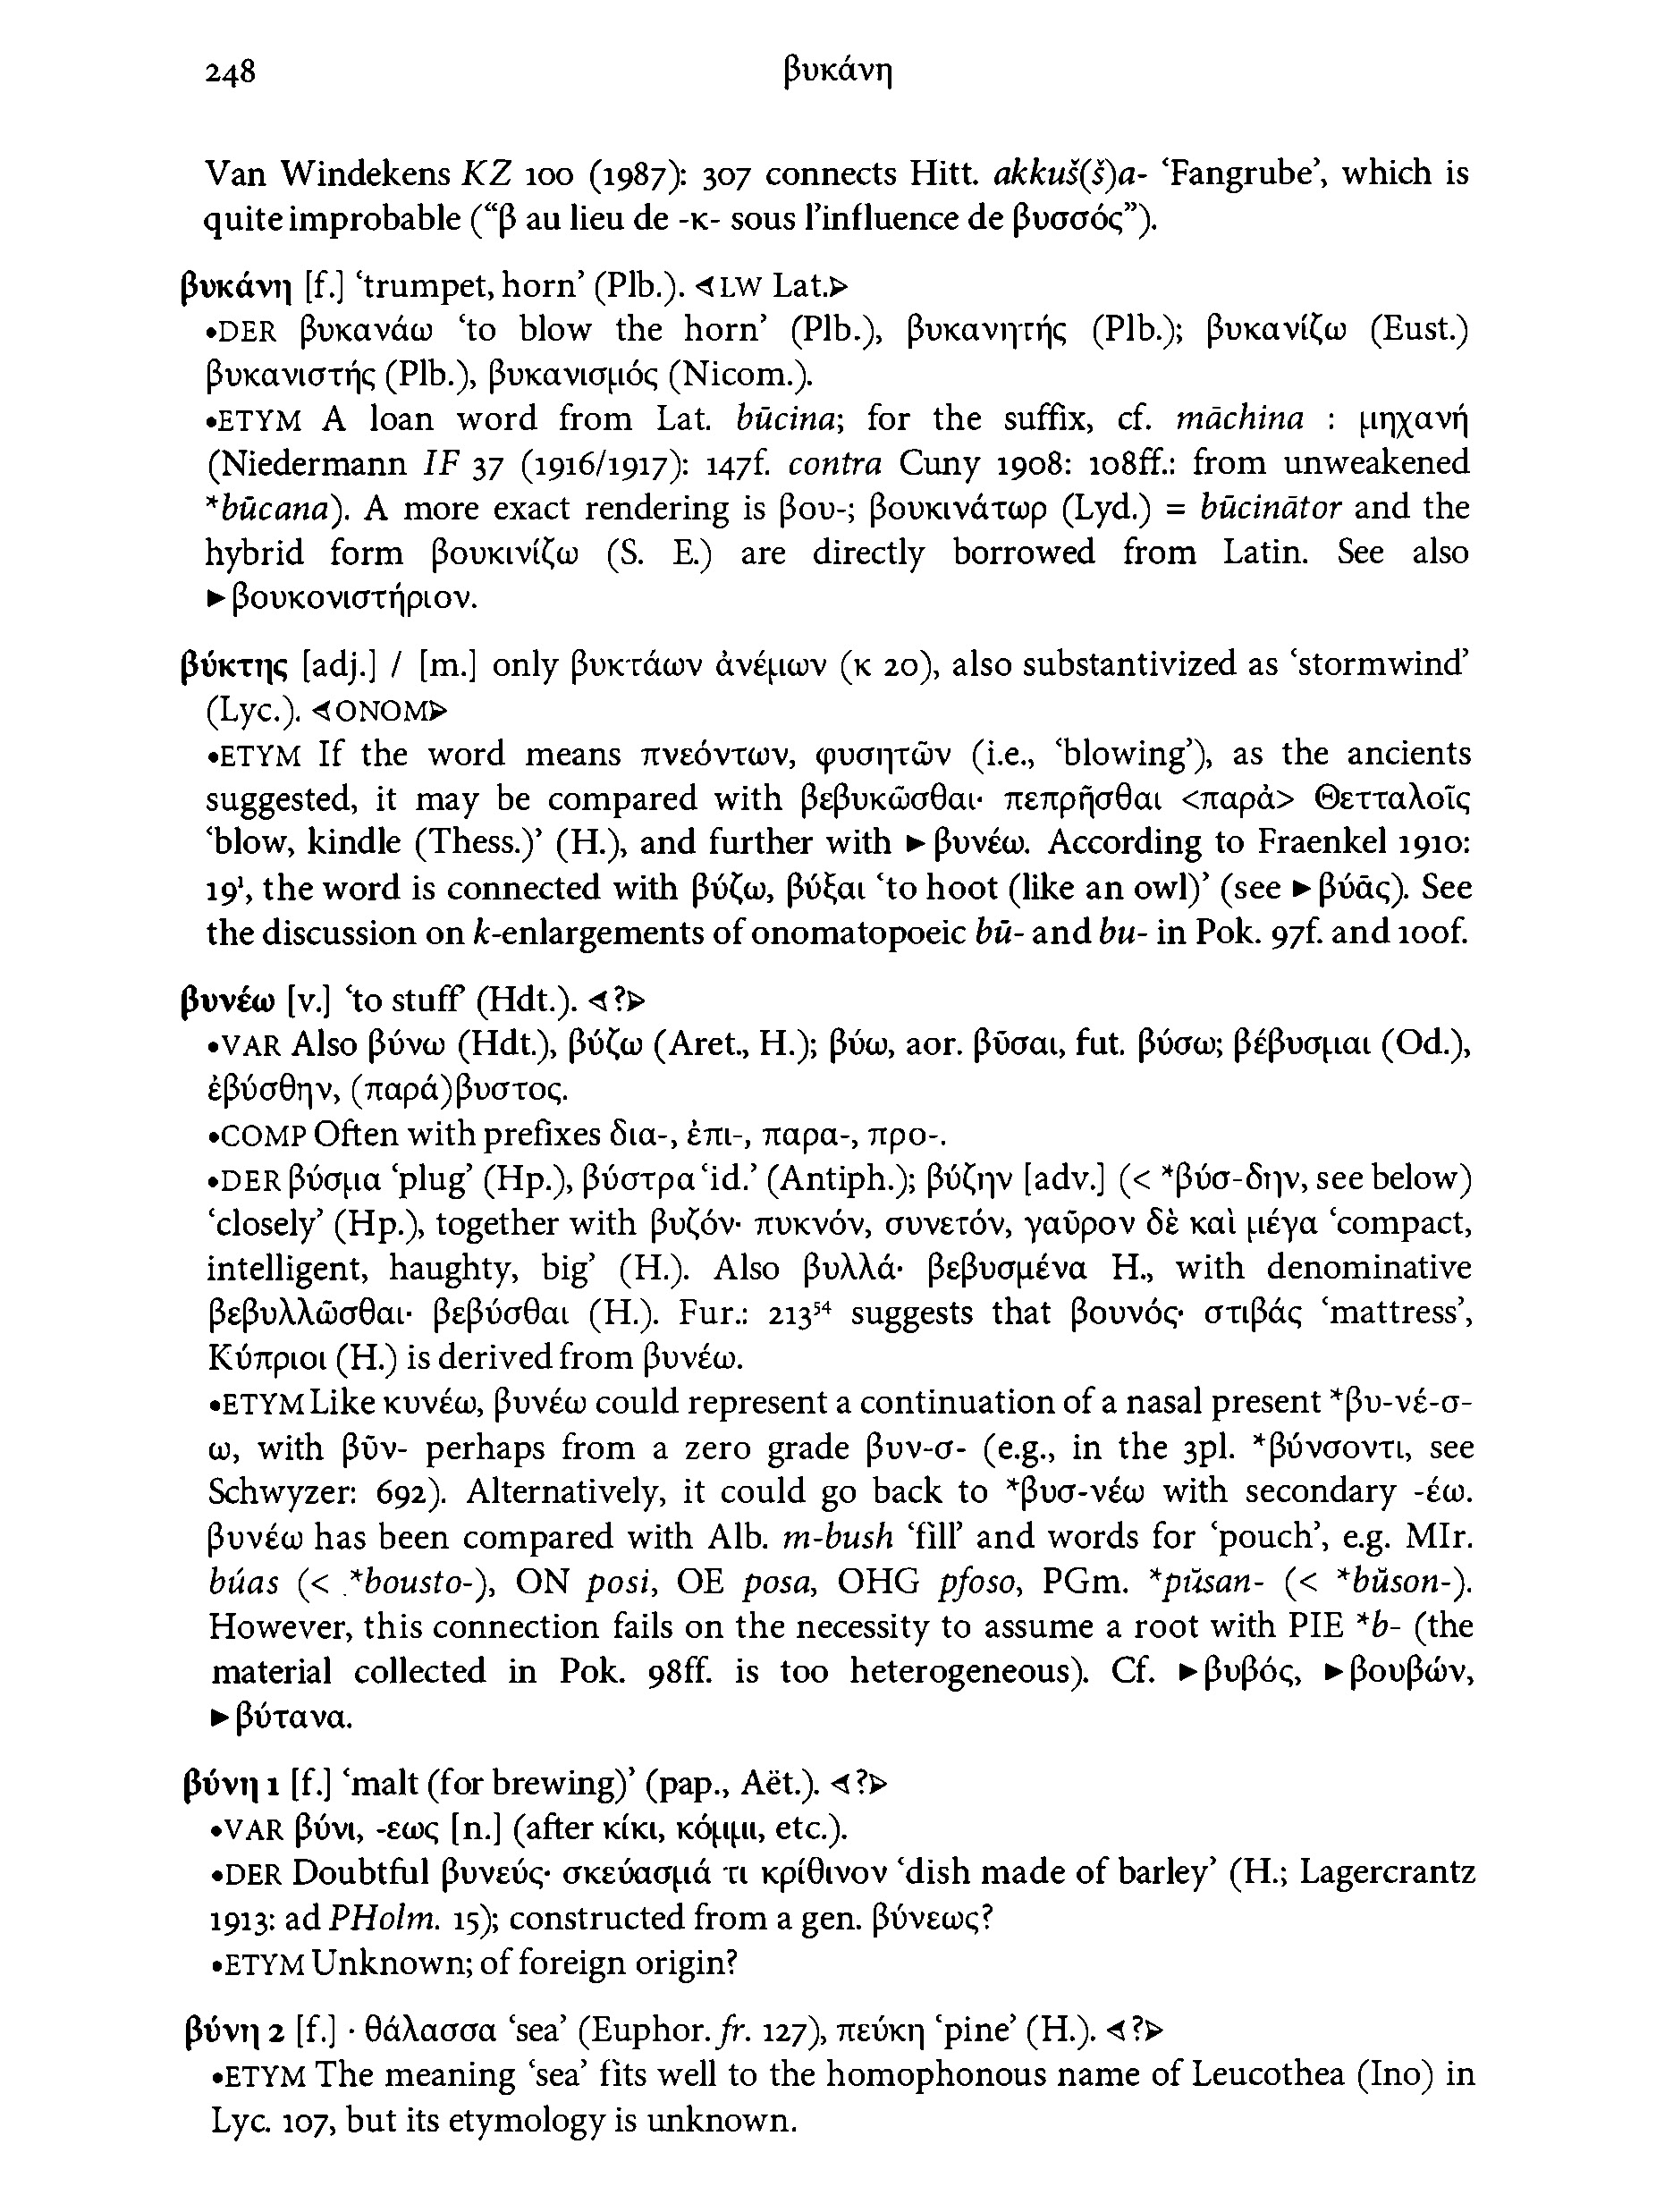 248
βυκάνη
Van Windekens KZ 100 (1987): 307 connects Hitt. akkuš(š)a- ‘Fangrube’, which is
quite improbable (“β au lieu de -κ- sous l’influence de βυσσός”).
βυκάνη [f.] ‘trumpet, horn’ (Plb.). ⊲LW Lat.⊳
•DER βυκανάω ‘to blow the horn’ (Plb.), βυκανητής (Plb.); βυκανίζω (Eust.)
βυκανιστής (Plb.), βυκανισμός (Nicom.).
•ETYM A loan word from Lat. būcina; for the suffix, cf. māchina : μηχανή
(Niedermann IF 37 (1916/1917): 147f. contra Cuny 1908: 108ff.: from unweakened
*būcana). A more exact rendering is βου-; βουκινάτωρ (Lyd.) = būcinātor and the
hybrid form βουκινίζω (S. E.) are directly borrowed from Latin. See also
►βουκονιστήριον.
βύκτης [adj.] / [m.] only βυκτάων ἀνέμων (κ 20), also substantivized as ‘stormwind’
(Lyc.). ⊲ONOM⊳
•ETYM If the word means πνεόντων, φυσητῶν (i.e., ‘blowing’), as the ancients
suggested, it may be compared with βεβυκῶσθαι· πεπρῆσθαι <παρὰ> Θετταλοῖς
‘blow, kindle (Thess.)’ (H.), and further with ►βυνέω. According to Fraenkel 1910:
19¹, the word is connected with βύζω, βύξαι ‘to hoot (like an owl)’ (see ►βύᾱς). See
the discussion on k-enlargements of onomatopoeic bū- and bu- in Pok. 97f. and 100f.
βυνέω [v.] ‘to stuff’ (Hdt.). ⊲?⊳
•VAR Also βύνω (Hdt.), βύζω (Aret., H.); βύω, aor. βῦσαι, fut. βύσω; βέβυσμαι (Od.),
ἐβύσθην, (παρά)βυστος.
•COMP Often with prefixes δια-, ἐπι-, παρα-, προ-.
•DER βύσμα ‘plug’ (Hp.), βύστρα ‘id.’ (Antiph.); βύζην [adv.] (< *βύσ-δην, see below)
‘closely’ (Hp.), together with βυζόν· πυκνόν, συνετόν, γαῦρον δὲ καὶ μέγα ‘compact,
intelligent, haughty, big’ (H.). Also βυλλά· βεβυσμένα H., with denominative
βεβυλλῶσθαι· βεβύσθαι (H.). Fur.: 213⁵⁴ suggests that βουνός· στιβάς ‘mattress’,
Κύπριοι (H.) is derived from βυνέω.
•ETYM Like κυνέω, βυνέω could represent a continuation of a nasal present *βυ-νέ-σ-
ω, with βῦν- perhaps from a zero grade βυν-σ- (e.g., in the 3pl. *βύνσοντι, see
Schwyzer: 692). Alternatively, it could go back to *βυσ-νέω with secondary -έω.
βυνέω has been compared with Alb. m-bush ‘fill’ and words for ‘pouch’, e.g. MIr.
búas (< *bousto-), ON posi, OE posa, OHG pfoso, PGm. *pŭ̄san- (< *bŭ̄son-).
However, this connection fails on the necessity to assume a root with PIE *b- (the
material collected in Pok. 98ff. is too heterogeneous). Cf. ►βυβός, ►βουβών,
►βύτανα.
βύνη 1 [f.] ‘malt (for brewing)’ (pap., Aët.). ⊲?⊳
•VAR βύνι, -εως [n.] (after κίκι, κόμμι, etc.).
•DER Doubtful βυνεύς· σκεύασμά τι κρίθινον ‘dish made of barley’ (H.; Lagercrantz
1913: ad PHolm. 15); constructed from a gen. βύνεως?
•ETYM Unknown; of foreign origin?
βύνη 2 [f.] · θάλασσα ‘sea’ (Euphor. fr. 127), πεύκη ‘pine’ (H.). ⊲?⊳
•ETYM The meaning ‘sea’ fits well to the homophonous name of Leucothea (Ino) in
Lyc. 107, but its etymology is unknown.